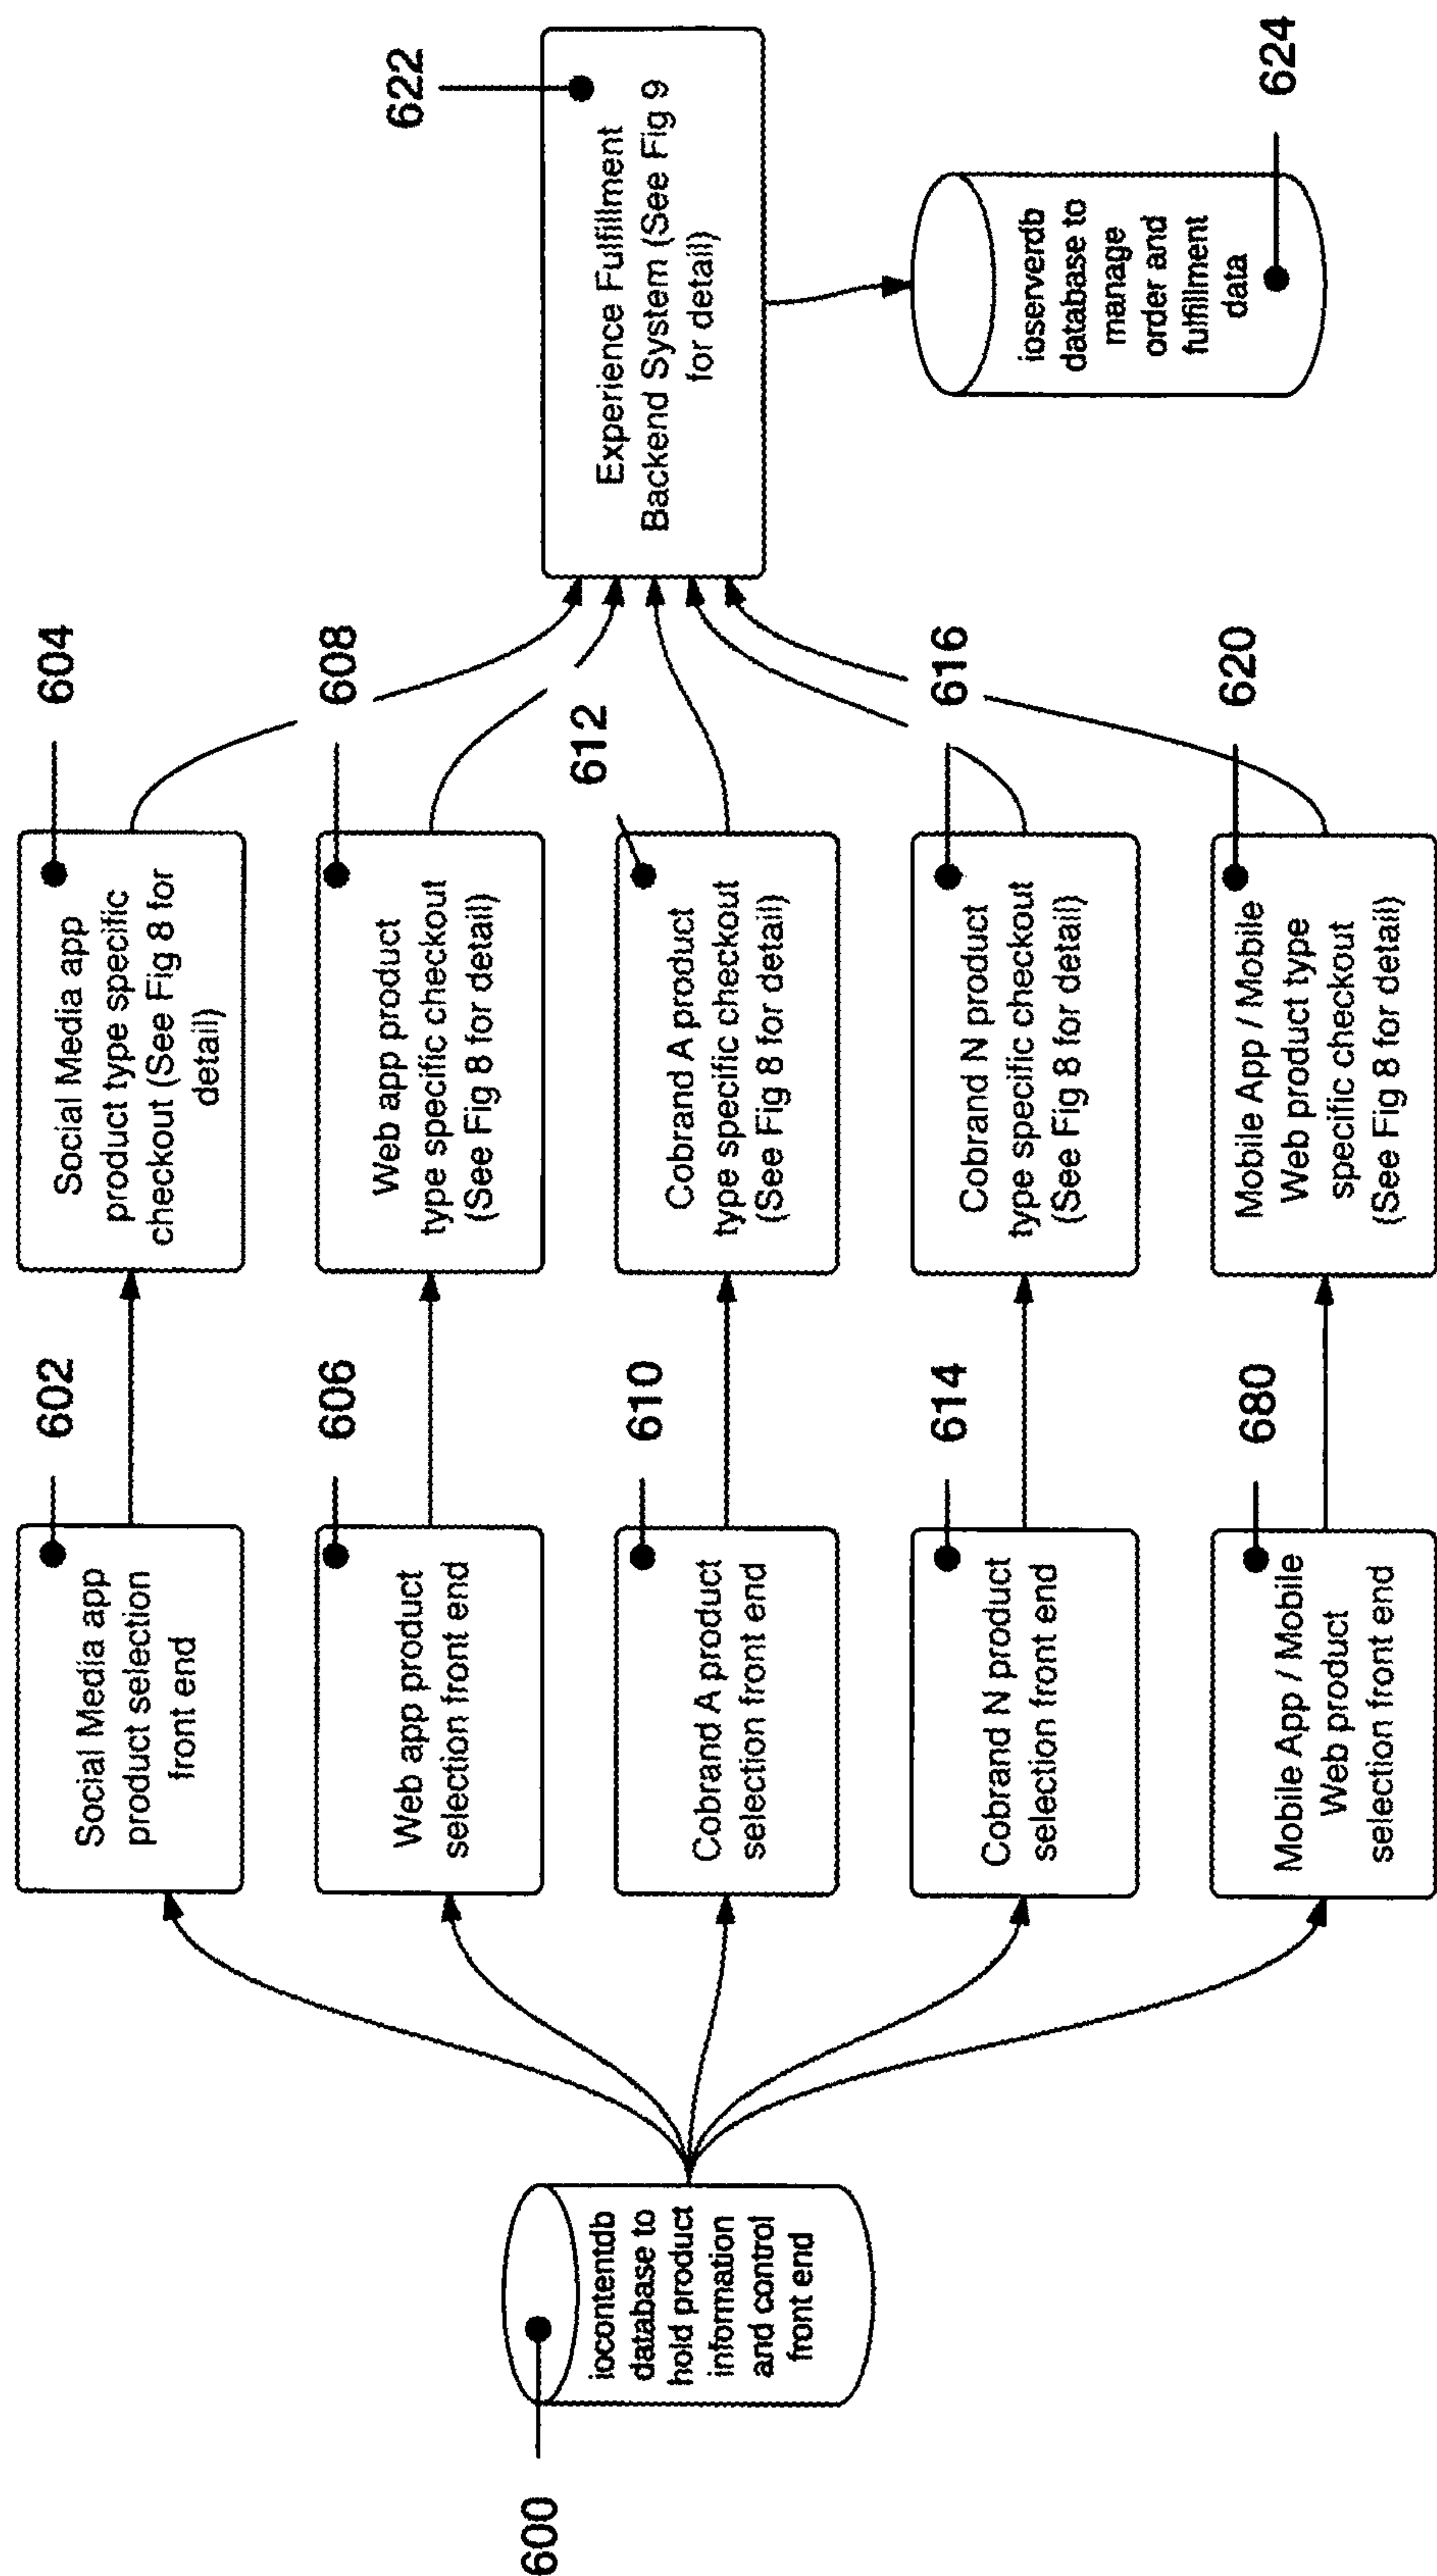 600
iocontentdb
database to
hold product
information
and control
front end
602
Social Media app
product selection
front end
604
Social Media app
product type specific
checkout (See Fig 8 for
detail)
606
Web app product
selection front end
608
Web app product
type specific checkout
(See Fig 8 for detail)
610
Cobrand A product
selection front end
612
Cobrand A product
type specific checkout
(See Fig 8 for detail)
614
Cobrand N product
selection front end
616
Cobrand N product
type specific checkout
(See Fig 8 for detail)
680
Mobile App / Mobile
Web product
selection front end
620
Mobile App / Mobile
Web product type
specific checkout
(See Fig 8 for detail)
622
Experience Fulfillment
Backend System (See Fig 9
for detail)
624
ioserverdb
database to
manage
order and
fulfillment
data